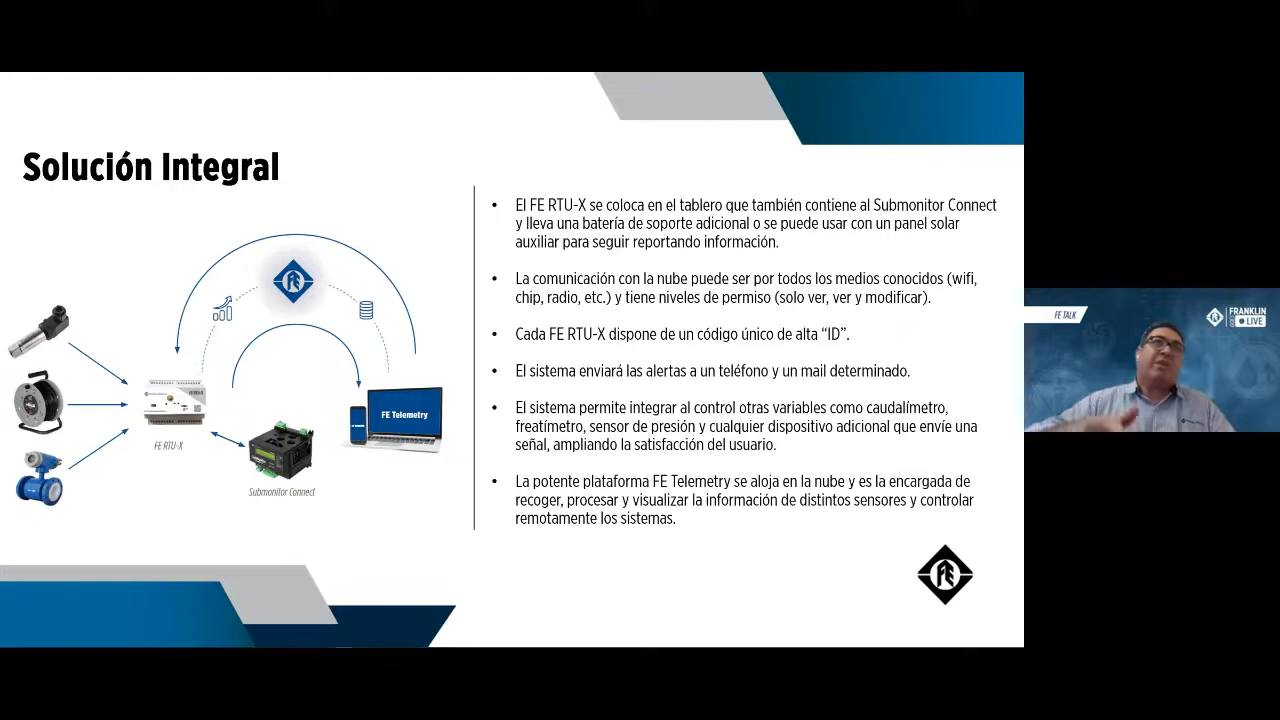 Solución Integral
• El FE RTU-X se coloca en el tablero que también contiene al Submonitor Connect
y lleva una batería de soporte adicional o se puede usar con un panel solar
auxiliar para seguir reportando información.
• La comunicación con la nube puede ser por todos los medios conocidos (wifi,
chip, radio, etc.) y tiene niveles de permiso (solo ver, ver y modificar).
• Cada FE RTU-X dispone de un código único de alta “ID”.
• El sistema enviará las alertas a un teléfono y un mail determinado.
• El sistema permite integrar al control otras variables como caudalímetro,
freatímetro, sensor de presión y cualquier dispositivo adicional que envíe una
señal, ampliando la satisfacción del usuario.
• La potente plataforma FE Telemetry se aloja en la nube y es la encargada de
recoger, procesar y visualizar la información de distintos sensores y controlar
remotamente los sistemas.
FE
FE Telemetry
FE RTU-X
Submonitor Connect
FE
FE TALK
FRANKLIN
LIVE